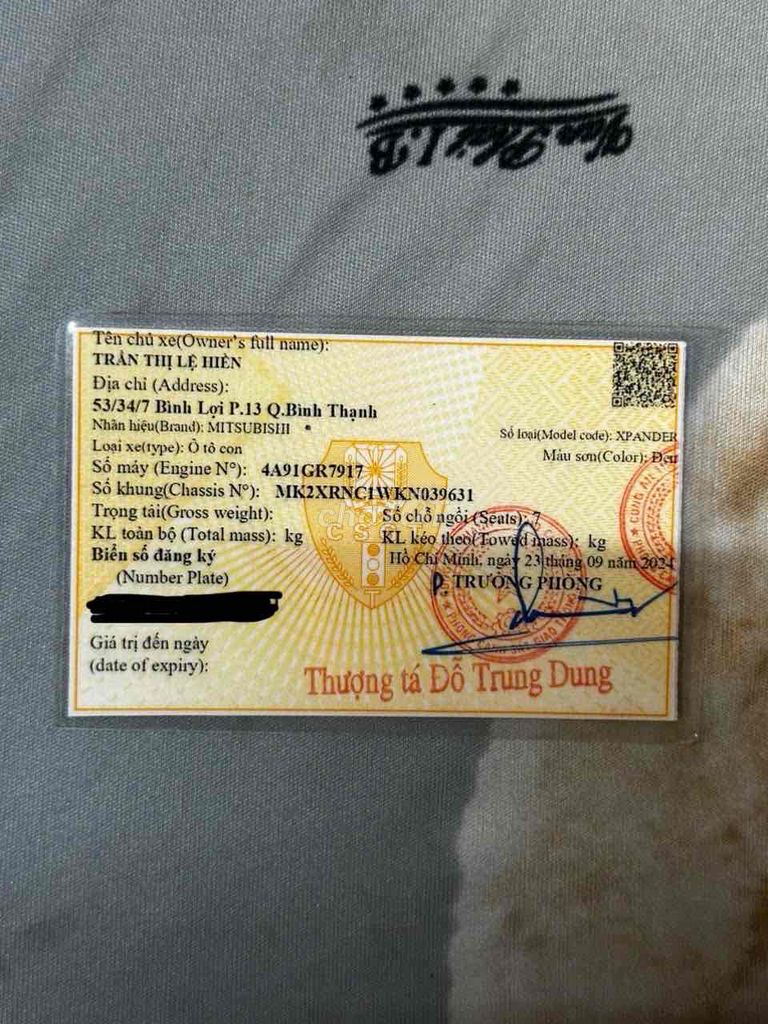 Tên chủ xe(Owner's full name):
TRẦN THỊ LỆ HIỀN
Địa chỉ (Address):
53/34/7 Bình Lợi P.13 Q.Bình Thạnh
Nhãn hiệu(Brand): MITSUBISHI
Số loại(Model code): XPANDER
Loại xe(type): Ô tô con
Màu sơn(Color): Đen
Số máy (Engine N°): 4A91GR7917
Số khung(Chassis N°): MK2XRNC1WKN039631
Trọng tải(Gross weight):
Số chỗ ngồi (Seats): 7
KL toàn bộ (Total mass): kg
KL kéo theo(Towed mass): kg
Biển số đăng ký
Hồ Chí Minh, ngày 23 tháng 09 năm 2024
(Number Plate)
P TRƯỞNG PHÒNG
Giá trị đến ngày
(date of expiry):
Thượng tá Đỗ Trung Dung
CSGT
CÔNG AN